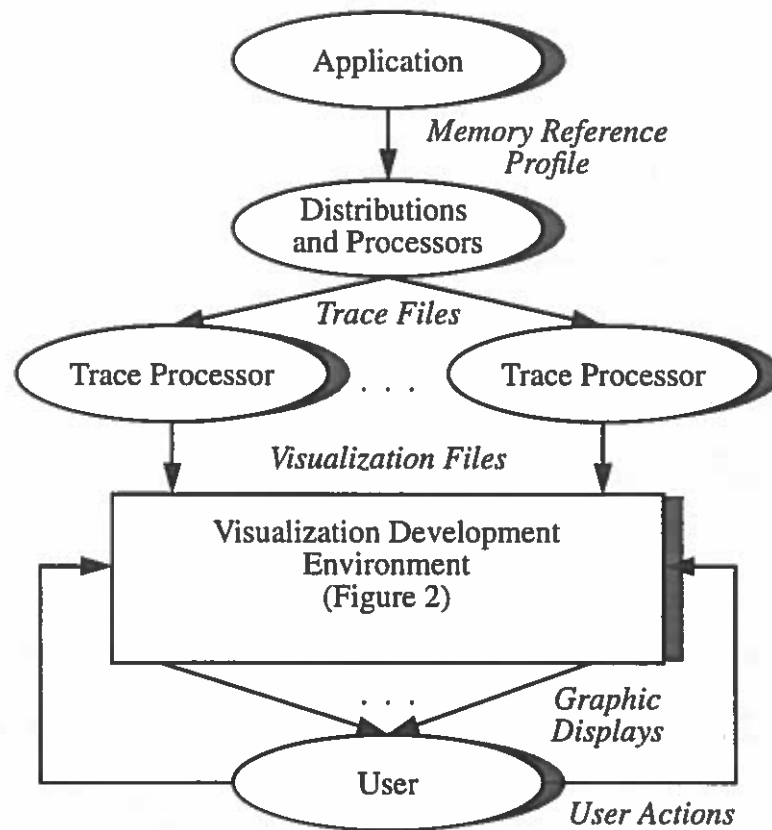 Application
Memory Reference
Profile
Distributions
and Processors
Trace Files
Trace Processor
. . .
Trace Processor
Visualization Files
Visualization Development
Environment
(Figure 2)
. . .
Graphic
Displays
User
User Actions